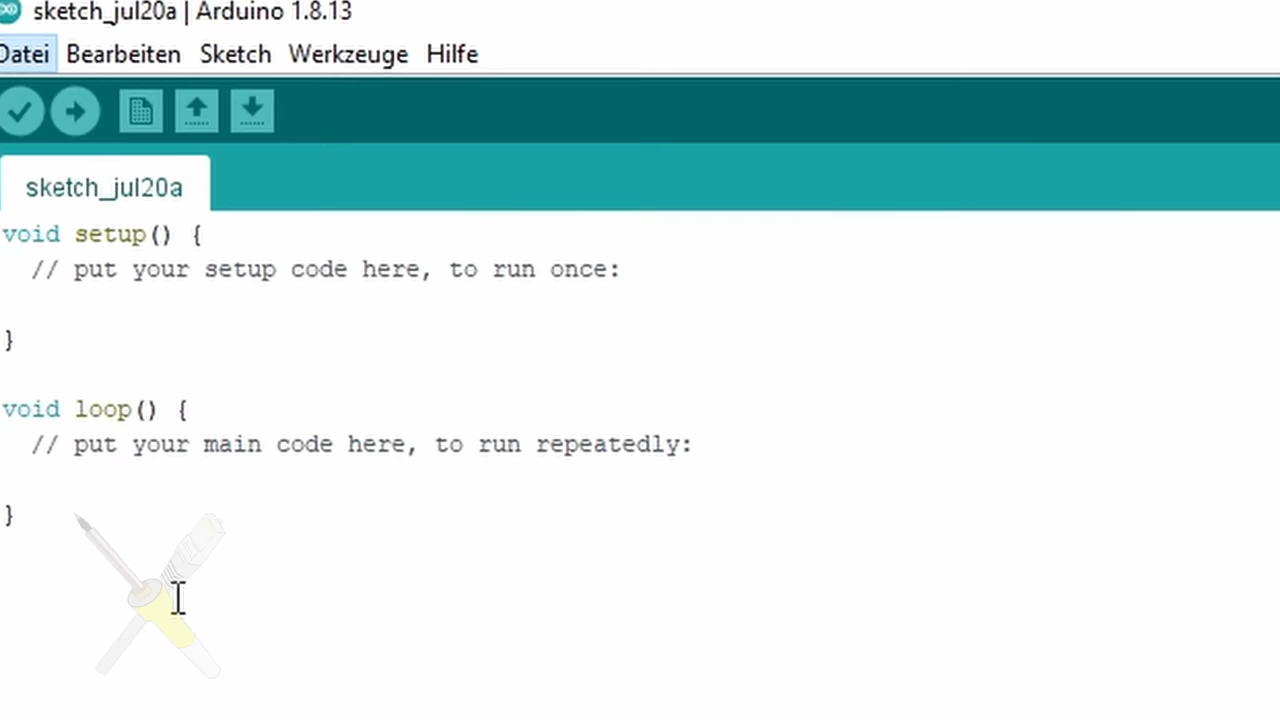 sketch_jul20a | Arduino 1.8.13
Datei Bearbeiten Sketch Werkzeuge Hilfe
sketch_jul20a
void setup() {
  // put your setup code here, to run once:
}
void loop() {
  // put your main code here, to run repeatedly:
}